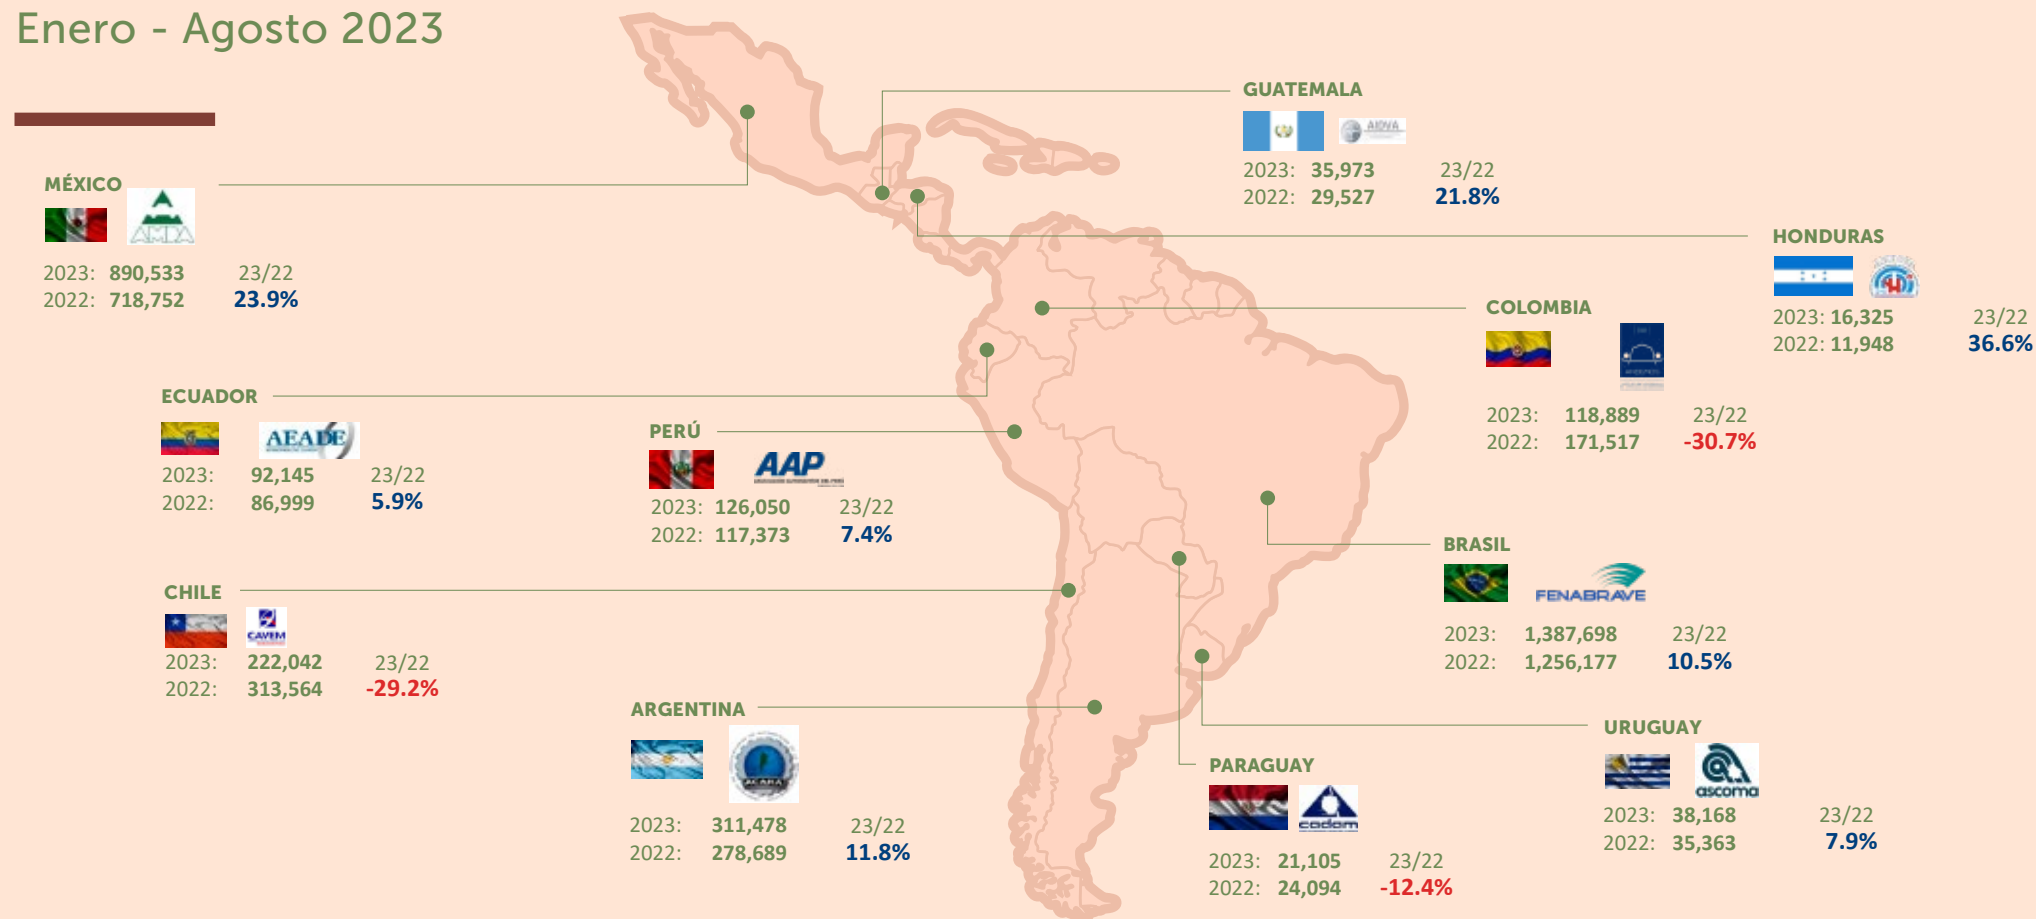 Enero - Agosto 2023
GUATEMALA
AIDVA
2023: 35,973 23/22
2022: 29,527 21.8%
MÉXICO
AMDA
2023: 890,533 23/22
2022: 718,752 23.9%
HONDURAS
2023: 16,325 23/22
2022: 11,948 36.6%
COLOMBIA
2023: 118,889 23/22
2022: 171,517 -30.7%
ECUADOR
AEADE
2023: 92,145 23/22
2022: 86,999 5.9%
PERÚ
AAP
2023: 126,050 23/22
2022: 117,373 7.4%
BRASIL
FENABRAVE
2023: 1,387,698 23/22
2022: 1,256,177 10.5%
CHILE
CAVEM
2023: 222,042 23/22
2022: 313,564 -29.2%
ARGENTINA
ACARA
2023: 311,478 23/22
2022: 278,689 11.8%
URUGUAY
ascoma
2023: 38,168 23/22
2022: 35,363 7.9%
PARAGUAY
cadam
2023: 21,105 23/22
2022: 24,094 -12.4%